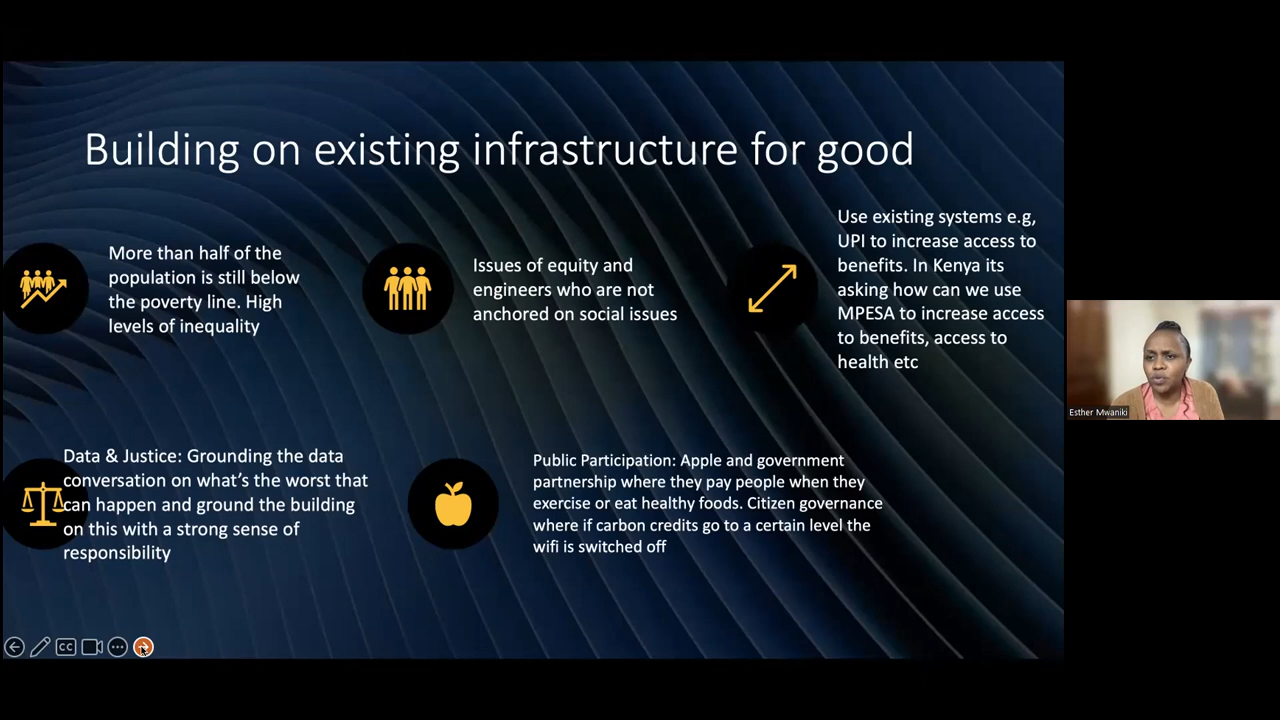 Building on existing infrastructure for good
More than half of the
population is still below
the poverty line. High
levels of inequality
Issues of equity and
engineers who are not
anchored on social issues
Use existing systems e.g,
UPI to increase access to
benefits. In Kenya its
asking how can we use
MPESA to increase access
to benefits, access to
health etc
Data & Justice: Grounding the data
conversation on what’s the worst that
can happen and ground the building
on this with a strong sense of
responsibility
Public Participation: Apple and government
partnership where they pay people when they
exercise or eat healthy foods. Citizen governance
where if carbon credits go to a certain level the
wifi is switched off
CC
Esther Mwaniki